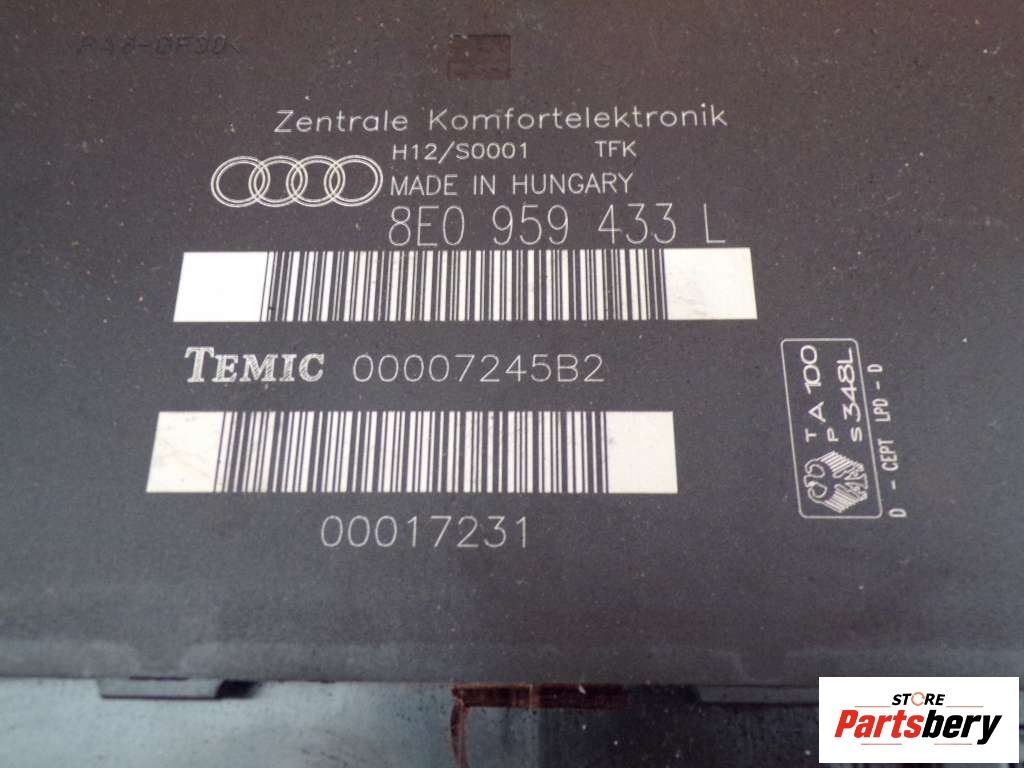 Zentrale Komfortelektronik
H12/S0001 TFK
MADE IN HUNGARY
8E0 959 433 L
TEMIC 00007245B2
00017231
TA 100
P
S 348L
D - CEPT LPD - D
STORE
Partsbery